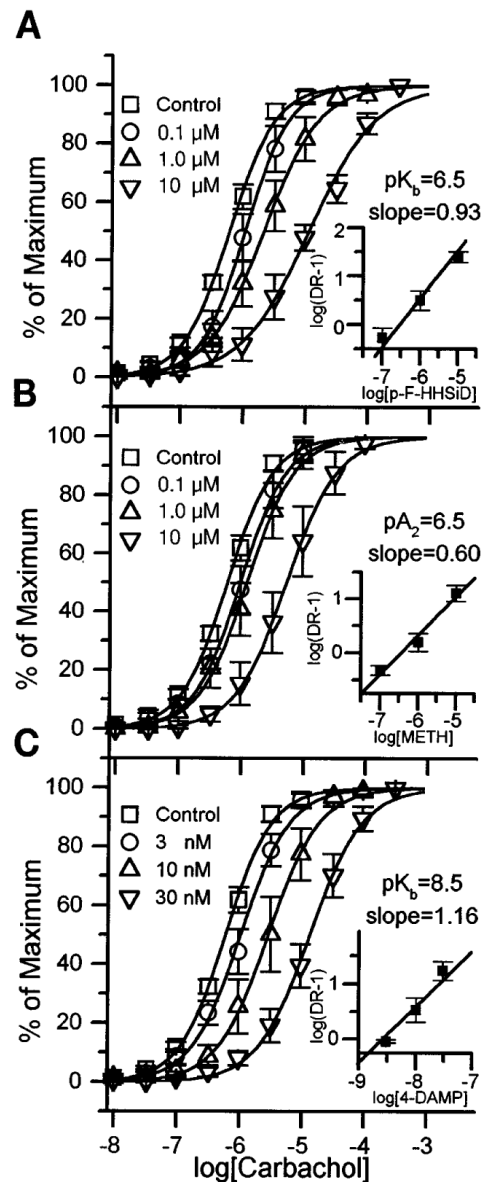 A
100
80
60
40
20
0
% of Maximum
Control
0.1 µM
1.0 µM
10 µM
pKb=6.5
slope=0.93
2
1
0
log(DR-1)
-7 -6 -5
log[p-F-HHSiD]
B
100
80
60
40
20
0
% of Maximum
Control
0.1 µM
1.0 µM
10 µM
pA2=6.5
slope=0.60
1
0
log(DR-1)
-7 -6 -5
log[METH]
C
100
80
60
40
20
0
% of Maximum
Control
3 nM
10 nM
30 nM
pKb=8.5
slope=1.16
1
0
log(DR-1)
-9 -8 -7
log[4-DAMP]
-8 -7 -6 -5 -4 -3
log[Carbachol]